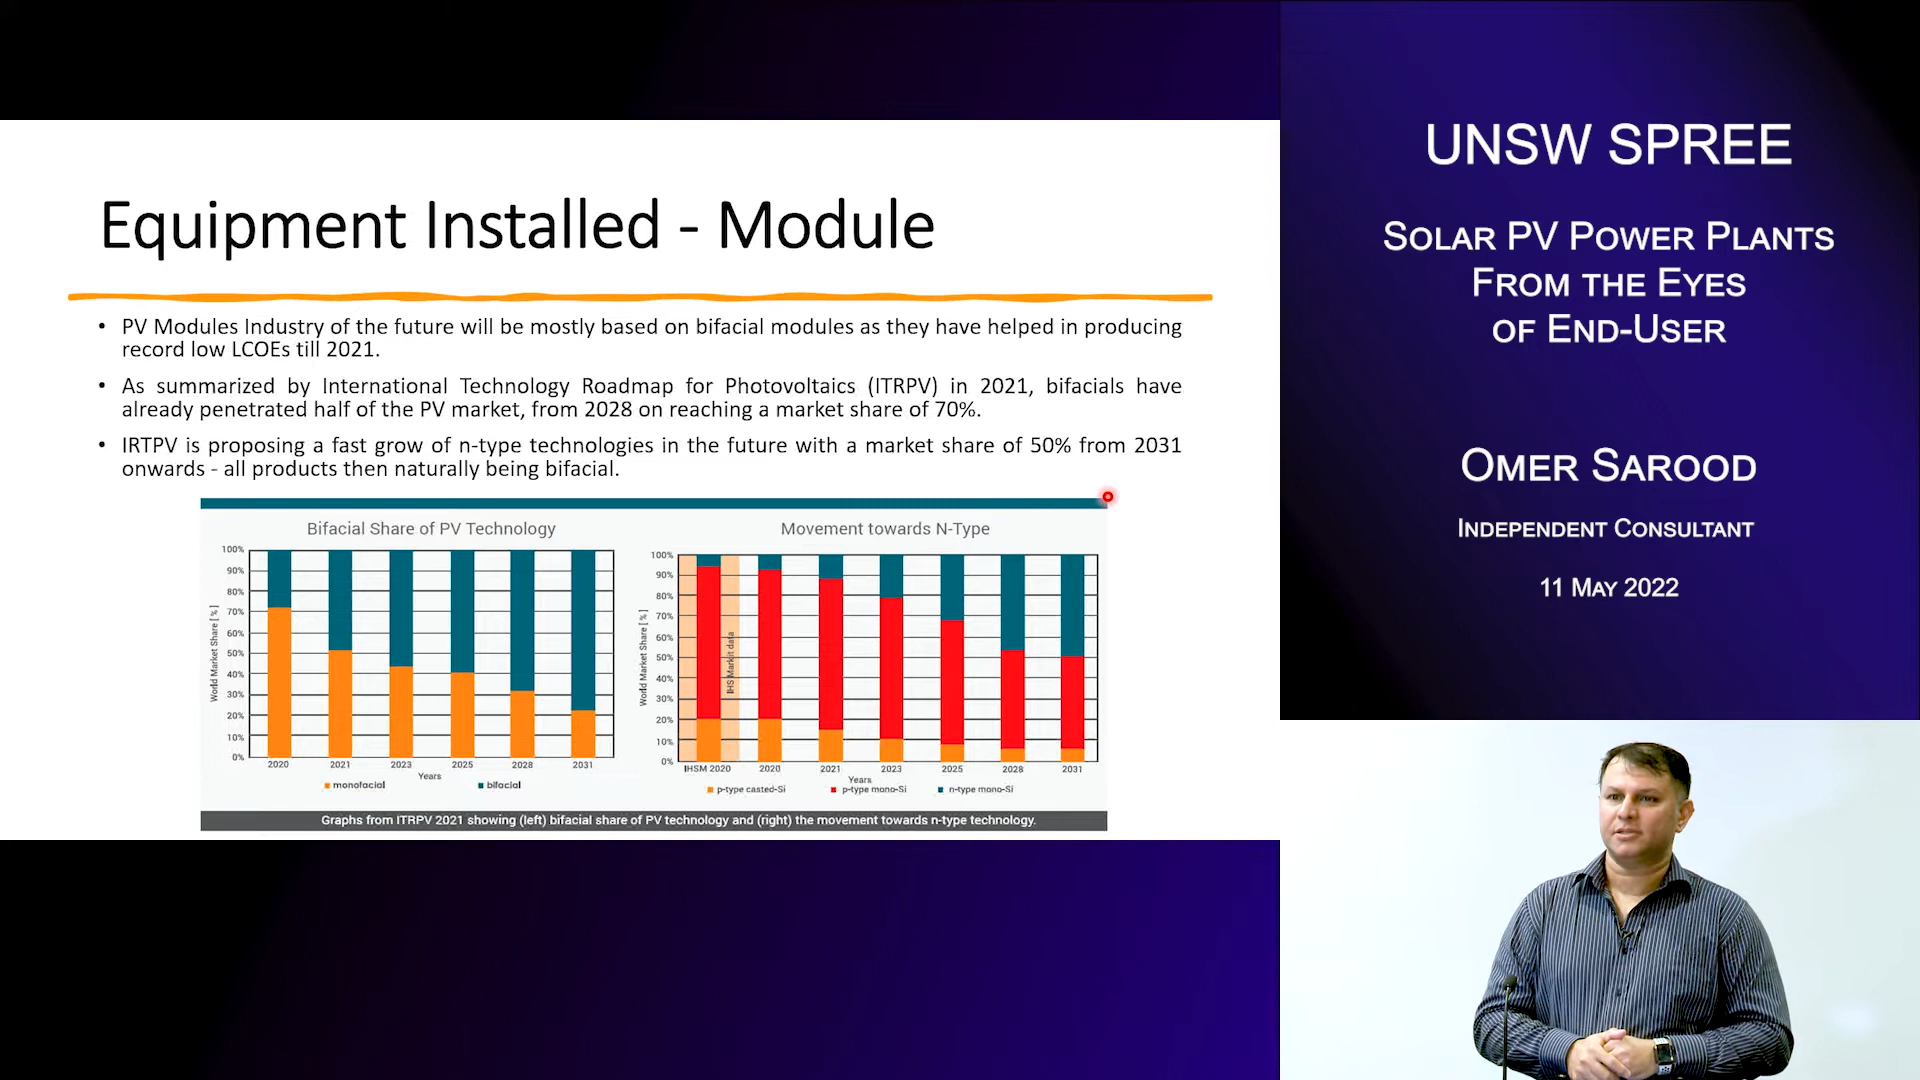 Equipment Installed - Module
• PV Modules Industry of the future will be mostly based on bifacial modules as they have helped in producing
record low LCOEs till 2021.
• As summarized by International Technology Roadmap for Photovoltaics (ITRPV) in 2021, bifacials have
already penetrated half of the PV market, from 2028 on reaching a market share of 70%.
• IRTPV is proposing a fast grow of n-type technologies in the future with a market share of 50% from 2031
onwards - all products then naturally being bifacial.
Bifacial Share of PV Technology
World Market Share [%]
100%
90%
80%
70%
60%
50%
40%
30%
20%
10%
0%
2020 2021 2023 2025 2028 2031
Years
monofacial bifacial
Movement towards N-Type
World Market Share [%]
100%
90%
80%
70%
60%
50%
40%
30%
20%
10%
0%
IHS Markit data
IHSM 2020 2020 2021 2023 2025 2028 2031
Years
p-type casted-Si p-type mono-Si n-type mono-Si
Graphs from ITRPV 2021 showing (left) bifacial share of PV technology and (right) the movement towards n-type technology.
UNSW SPREE
SOLAR PV POWER PLANTS
FROM THE EYES
OF END-USER
OMER SAROOD
INDEPENDENT CONSULTANT
11 MAY 2022